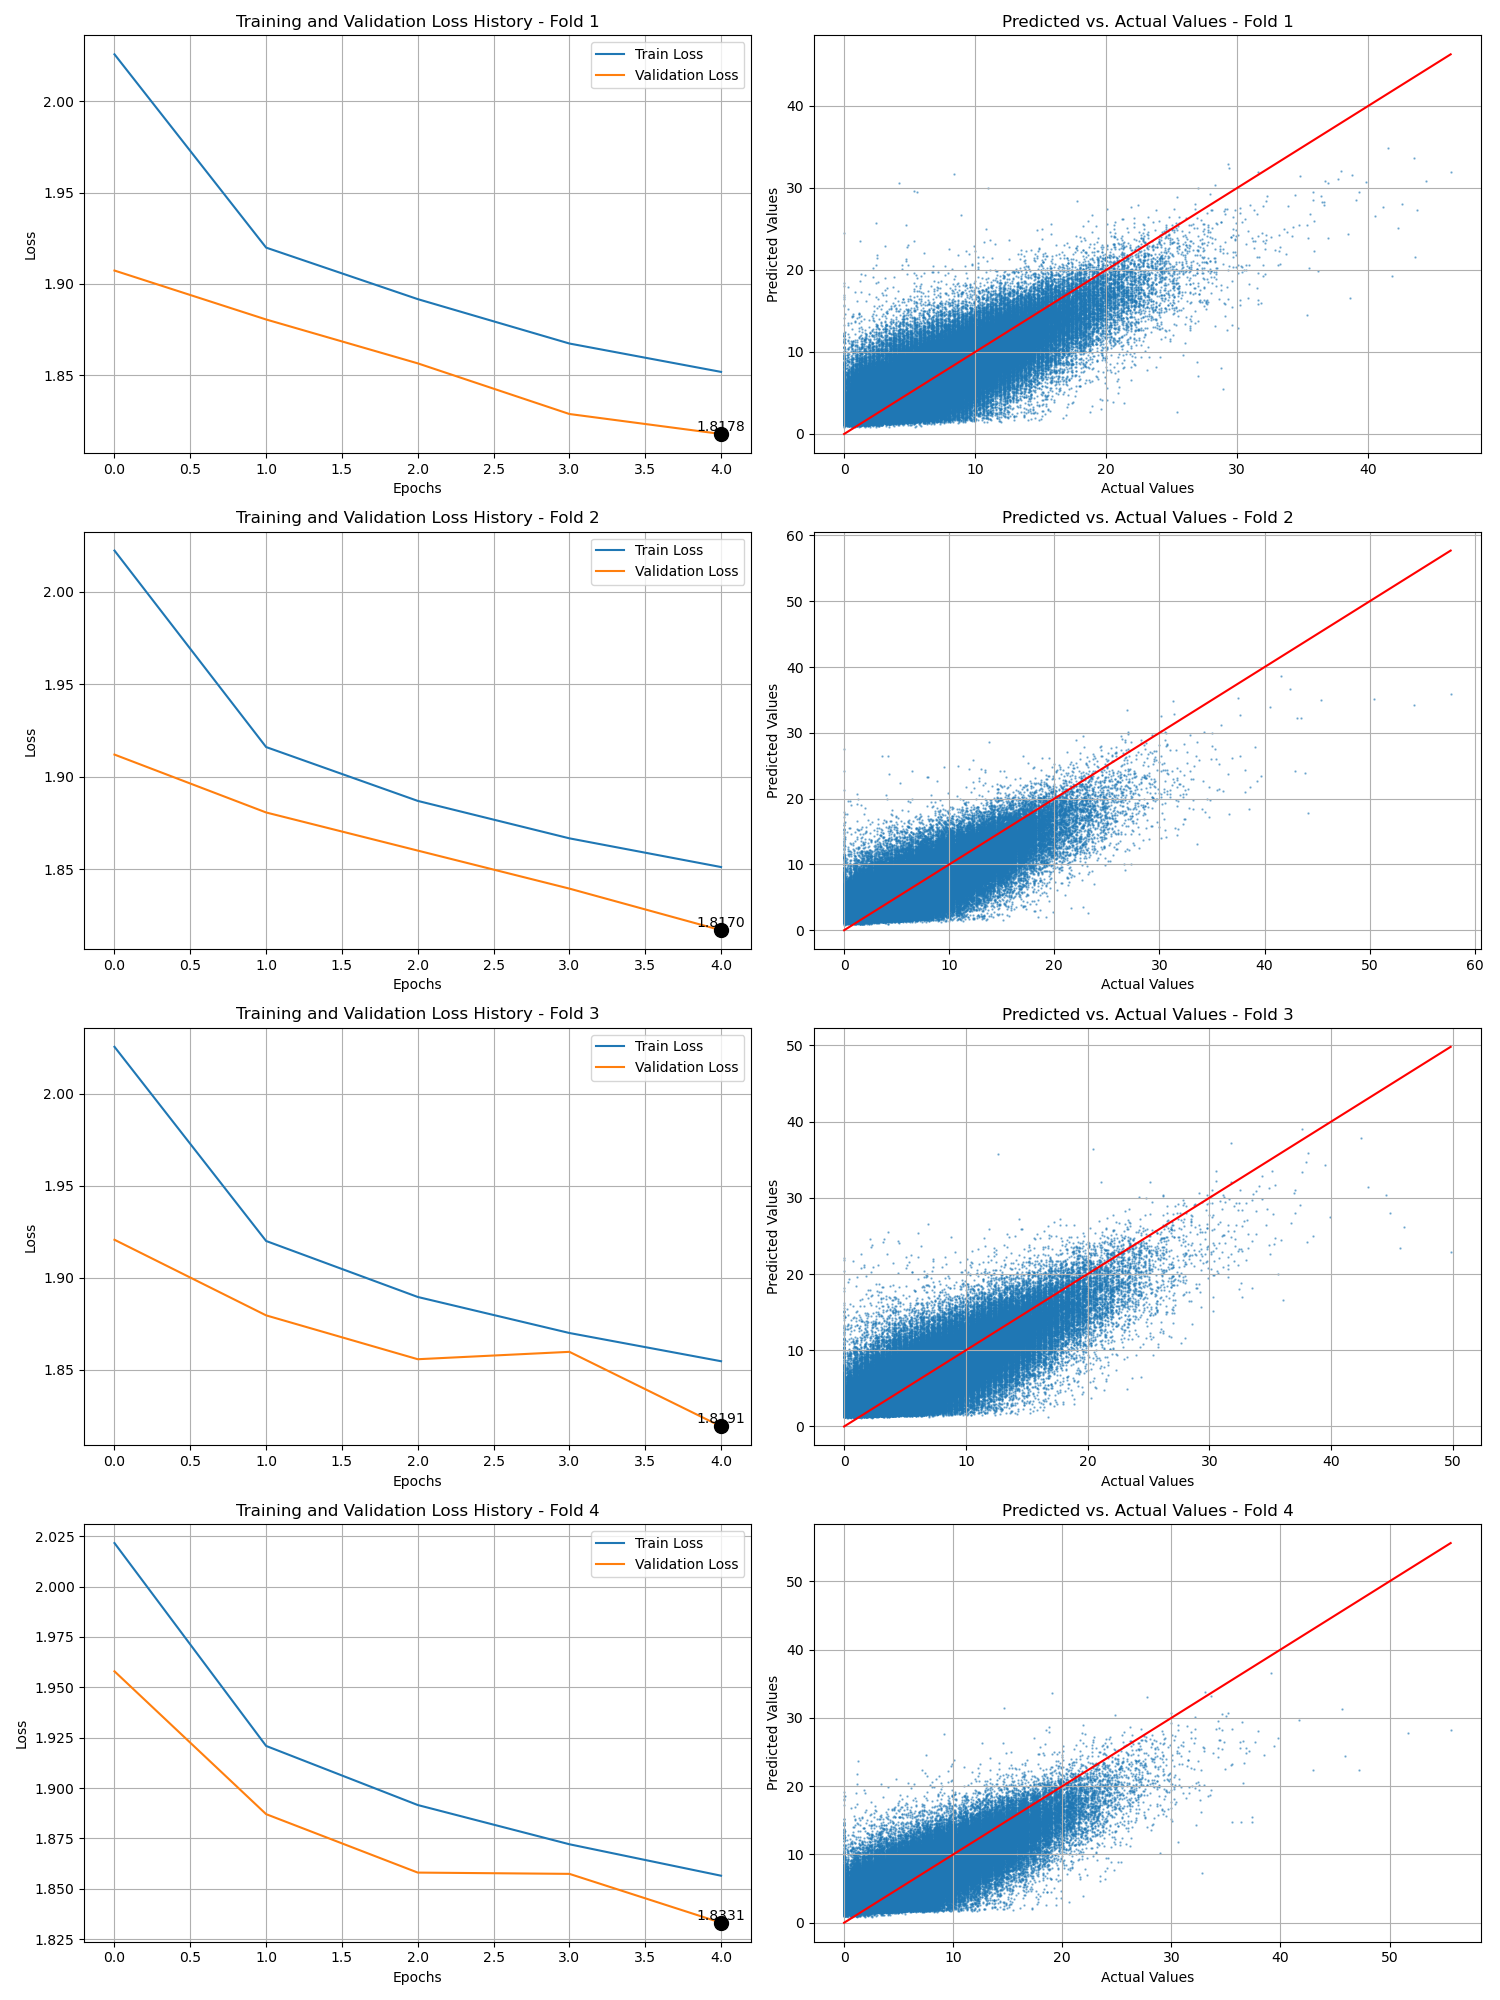 Training and Validation Loss History - Fold 1
Train Loss
Validation Loss
Loss
2.00
1.95
1.90
1.85
1.8178
0.0 0.5 1.0 1.5 2.0 2.5 3.0 3.5 4.0
Epochs
Predicted vs. Actual Values - Fold 1
Predicted Values
40
30
20
10
0
0 10 20 30 40
Actual Values
Training and Validation Loss History - Fold 2
Train Loss
Validation Loss
Loss
2.00
1.95
1.90
1.85
1.8170
0.0 0.5 1.0 1.5 2.0 2.5 3.0 3.5 4.0
Epochs
Predicted vs. Actual Values - Fold 2
Predicted Values
60
50
40
30
20
10
0
0 10 20 30 40 50 60
Actual Values
Training and Validation Loss History - Fold 3
Train Loss
Validation Loss
Loss
2.00
1.95
1.90
1.85
1.8191
0.0 0.5 1.0 1.5 2.0 2.5 3.0 3.5 4.0
Epochs
Predicted vs. Actual Values - Fold 3
Predicted Values
50
40
30
20
10
0
0 10 20 30 40 50
Actual Values
Training and Validation Loss History - Fold 4
Train Loss
Validation Loss
Loss
2.025
2.000
1.975
1.950
1.925
1.900
1.875
1.850
1.825
1.8331
0.0 0.5 1.0 1.5 2.0 2.5 3.0 3.5 4.0
Epochs
Predicted vs. Actual Values - Fold 4
Predicted Values
50
40
30
20
10
0
0 10 20 30 40 50
Actual Values